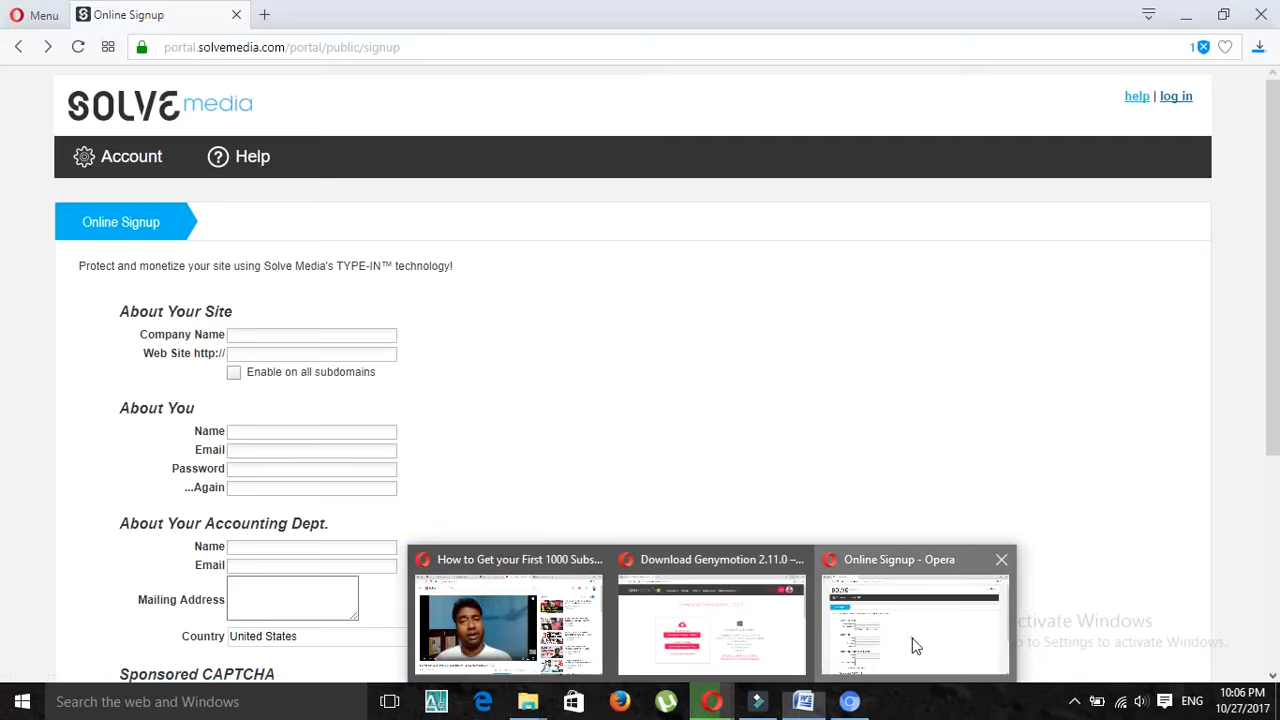 Menu
Online Signup
portal.solvemedia.com/portal/public/signup
1
SOLVE media
help | log in
Account
Help
Online Signup
Protect and monetize your site using Solve Media's TYPE-IN™ technology!
About Your Site
Company Name
Web Site http://
Enable on all subdomains
About You
Name
Email
Password
...Again
About Your Accounting Dept.
Name
Email
Mailing Address
Country United States
Sponsored CAPTCHA
How to Get your First 1000 Subs...
Download Genymotion 2.11.0 –...
Online Signup - Opera
Activate Windows
to Settings to activate Windows.
Search the web and Windows
ENG
10:06 PM
10/27/2017